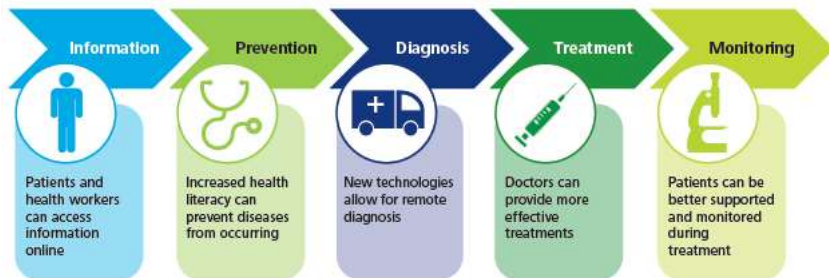 Information
Prevention
Diagnosis
Treatment
Monitoring
Patients and
health workers
can access
information
online
Increased health
literacy can
prevent diseases
from occurring
New technologies
allow for remote
diagnosis
Doctors can
provide more
effective
treatments
Patients can be
better supported
and monitored
during
treatment